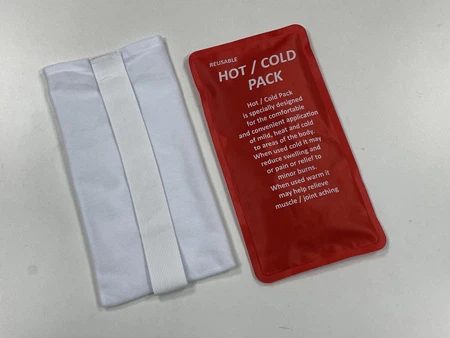 REUSABLE
HOT / COLD
PACK
Hot / Cold Pack
is specially designed
for the comfortable
and convenient application
of mild, heat and cold
to areas of the body.
When used cold it may
reduce swelling and
or pain or relief to
minor burns.
When used warm it
may help relieve
muscle / joint aching